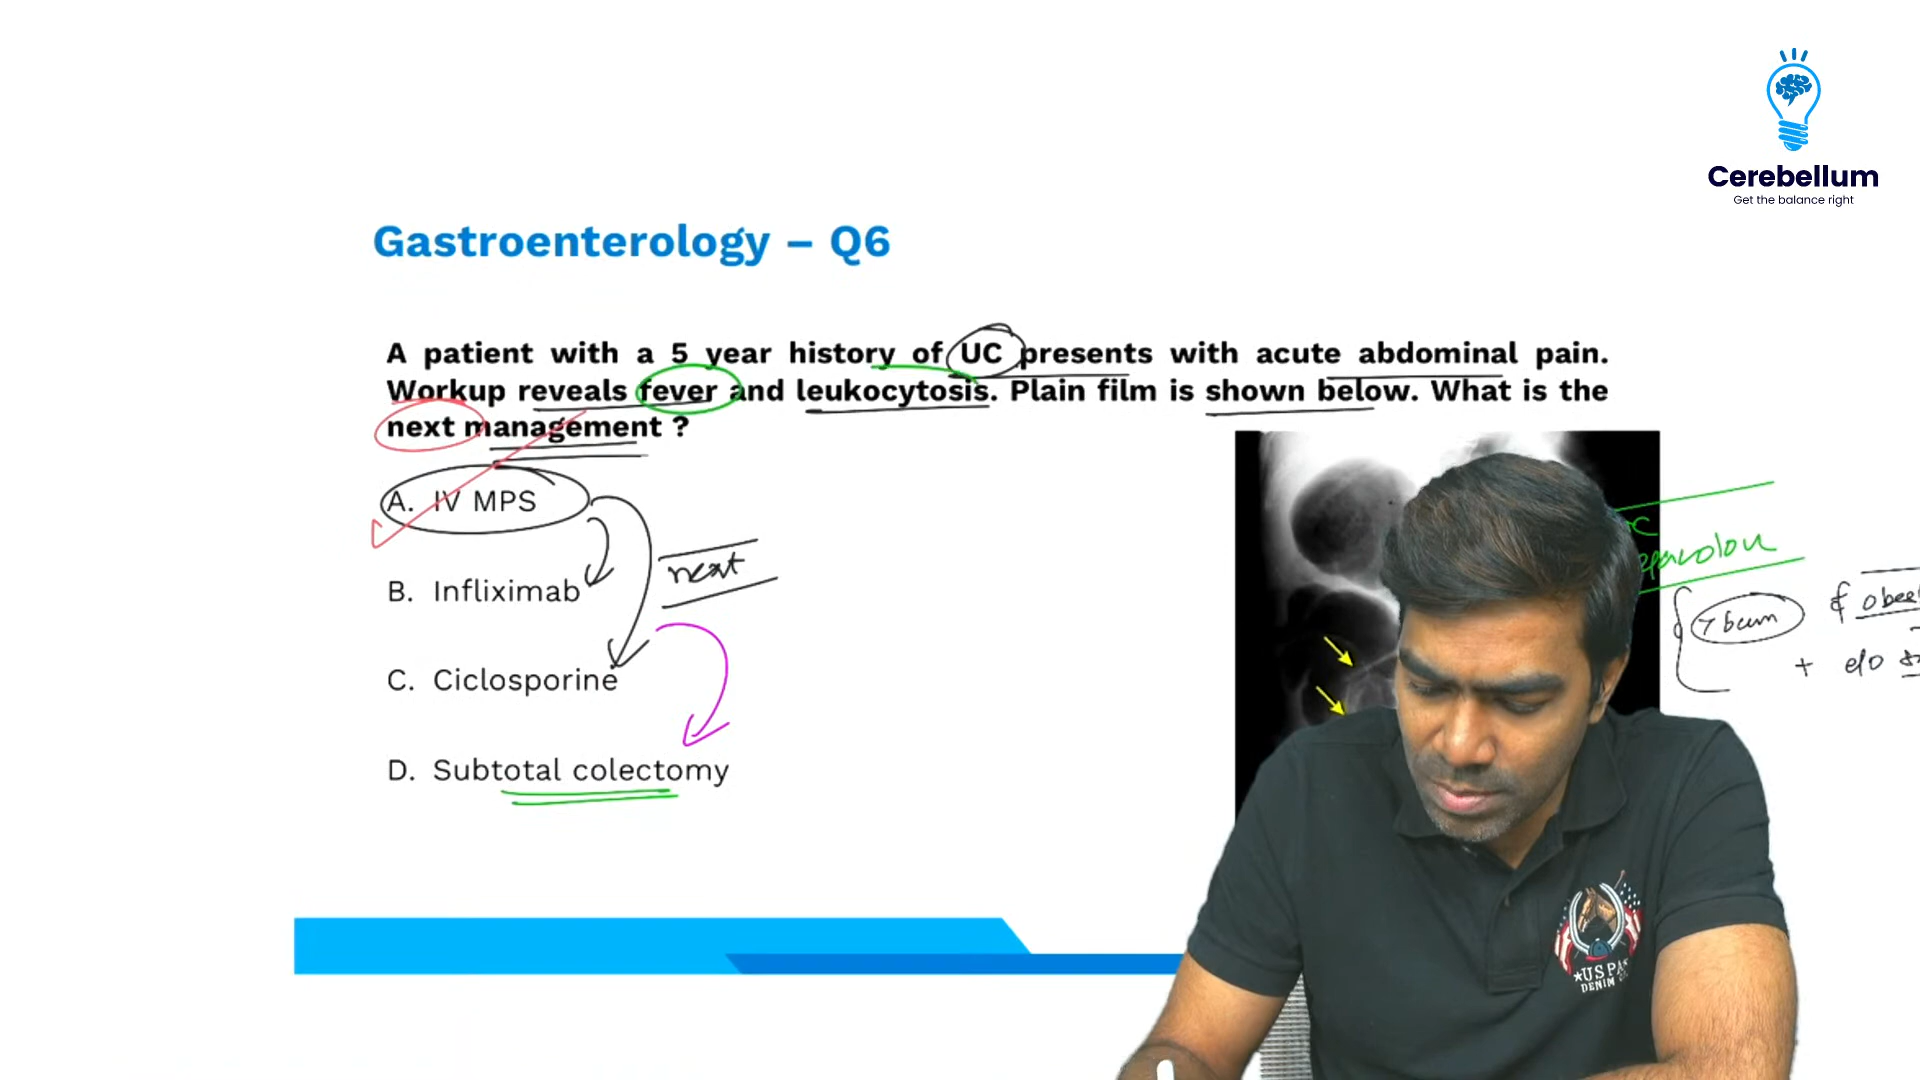 Cerebellum
Get the balance right
Gastroenterology – Q6
A patient with a 5 year history of UC presents with acute abdominal pain.
Workup reveals fever and leukocytosis. Plain film is shown below. What is the
next management ?
A. IV MPS
B. Infliximab
next
C. Ciclosporine
D. Subtotal colectomy
USPA
DENIM